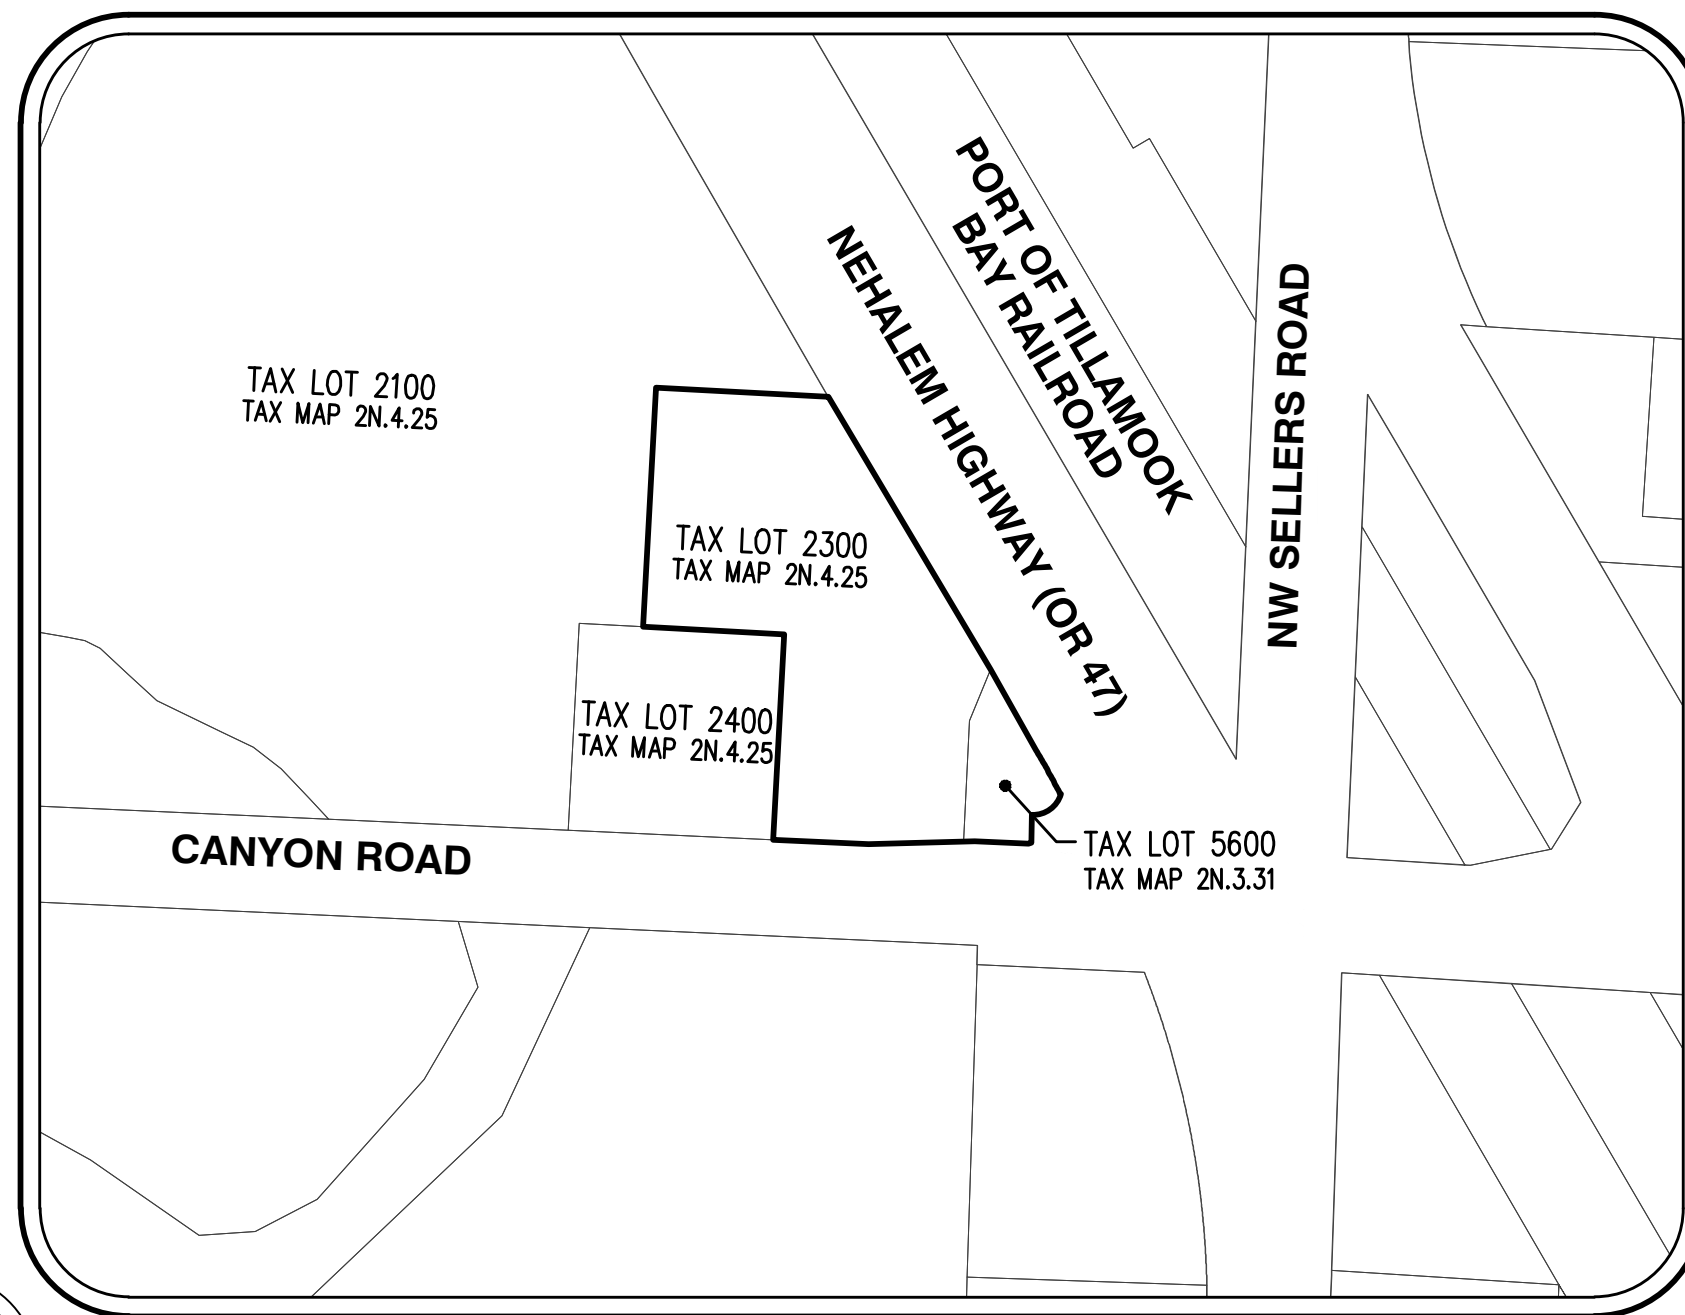 PORT OF TILLAMOOK
BAY RAILROAD
NEHALEM HIGHWAY (OR 47)
NW SELLERS ROAD
TAX LOT 2100
TAX MAP 2N.4.25
TAX LOT 2300
TAX MAP 2N.4.25
TAX LOT 2400
TAX MAP 2N.4.25
CANYON ROAD
TAX LOT 5600
TAX MAP 2N.3.31